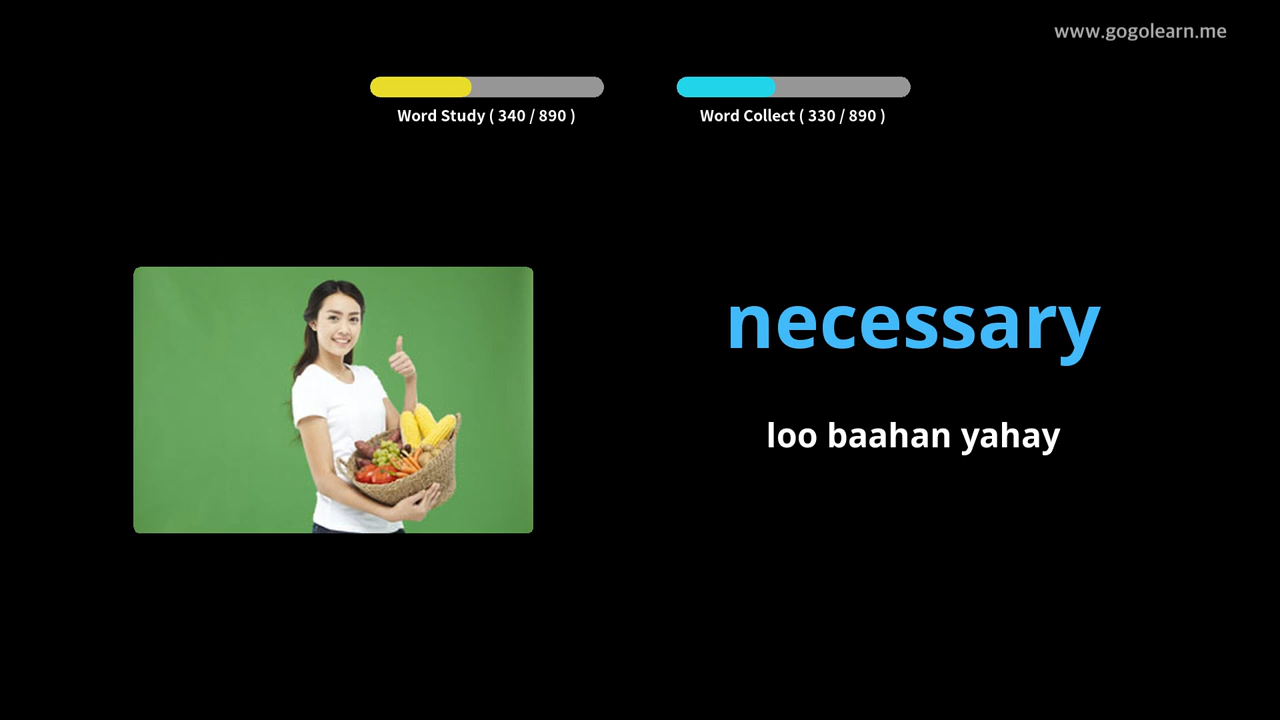 www.gogolearn.me
Word Study ( 340 / 890 )
Word Collect ( 330 / 890 )
necessary
loo baahan yahay